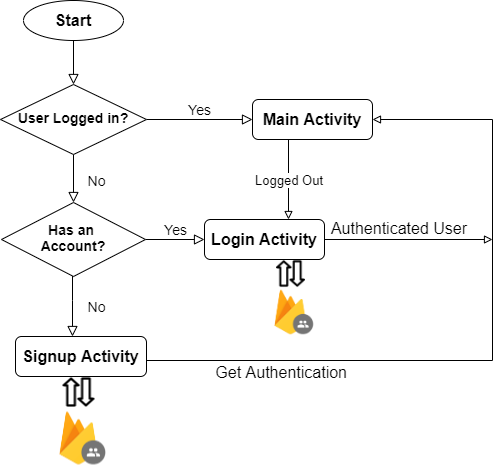 Start
User Logged in?
Yes
Main Activity
No
Logged Out
Has an
Account?
Yes
Login Activity
Authenticated User
No
Signup Activity
Get Authentication